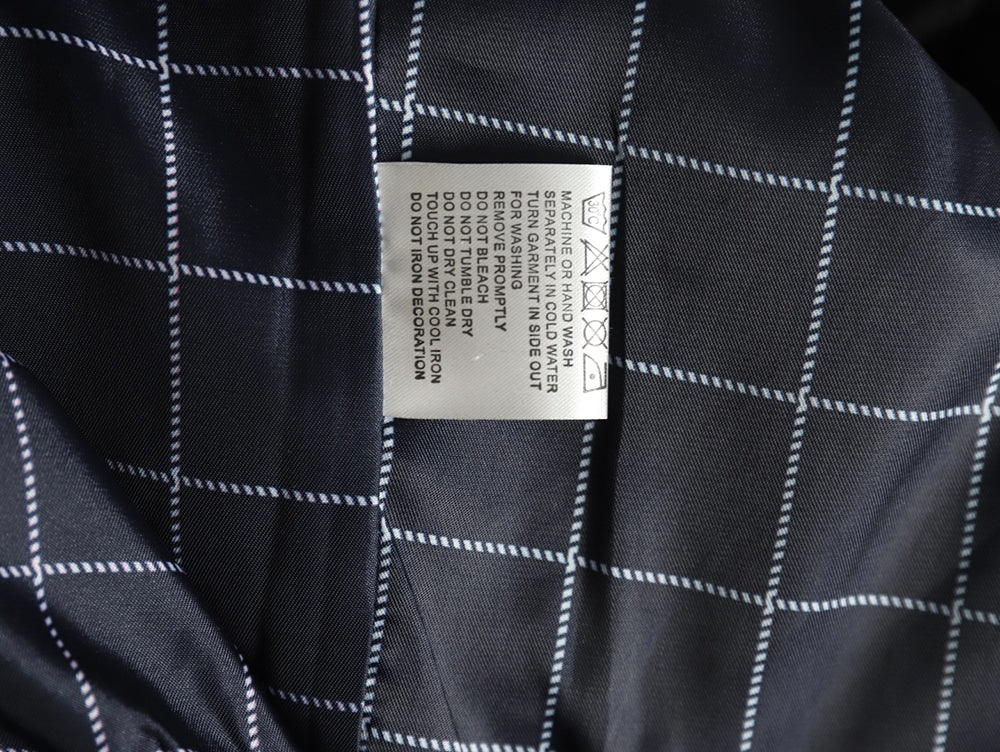 30°C
MACHINE OR HAND WASH
SEPARATELY IN COLD WATER
TURN GARMENT IN SIDE OUT
FOR WASHING
REMOVE PROMPTLY
DO NOT BLEACH
DO NOT TUMBLE DRY
DO NOT DRY CLEAN
TOUCH UP WITH COOL IRON
DO NOT IRON DECORATION